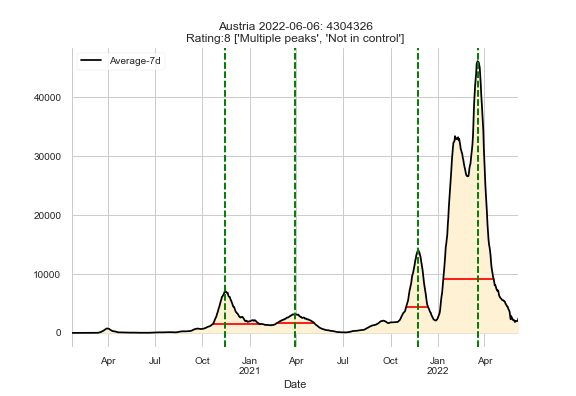 Austria 2022-06-06: 4304326
Rating:8 ['Multiple peaks', 'Not in control']
Average-7d
40000
30000
20000
10000
0
Apr Jul Oct Jan Apr Jul Oct Jan Apr
2021 2022
Date